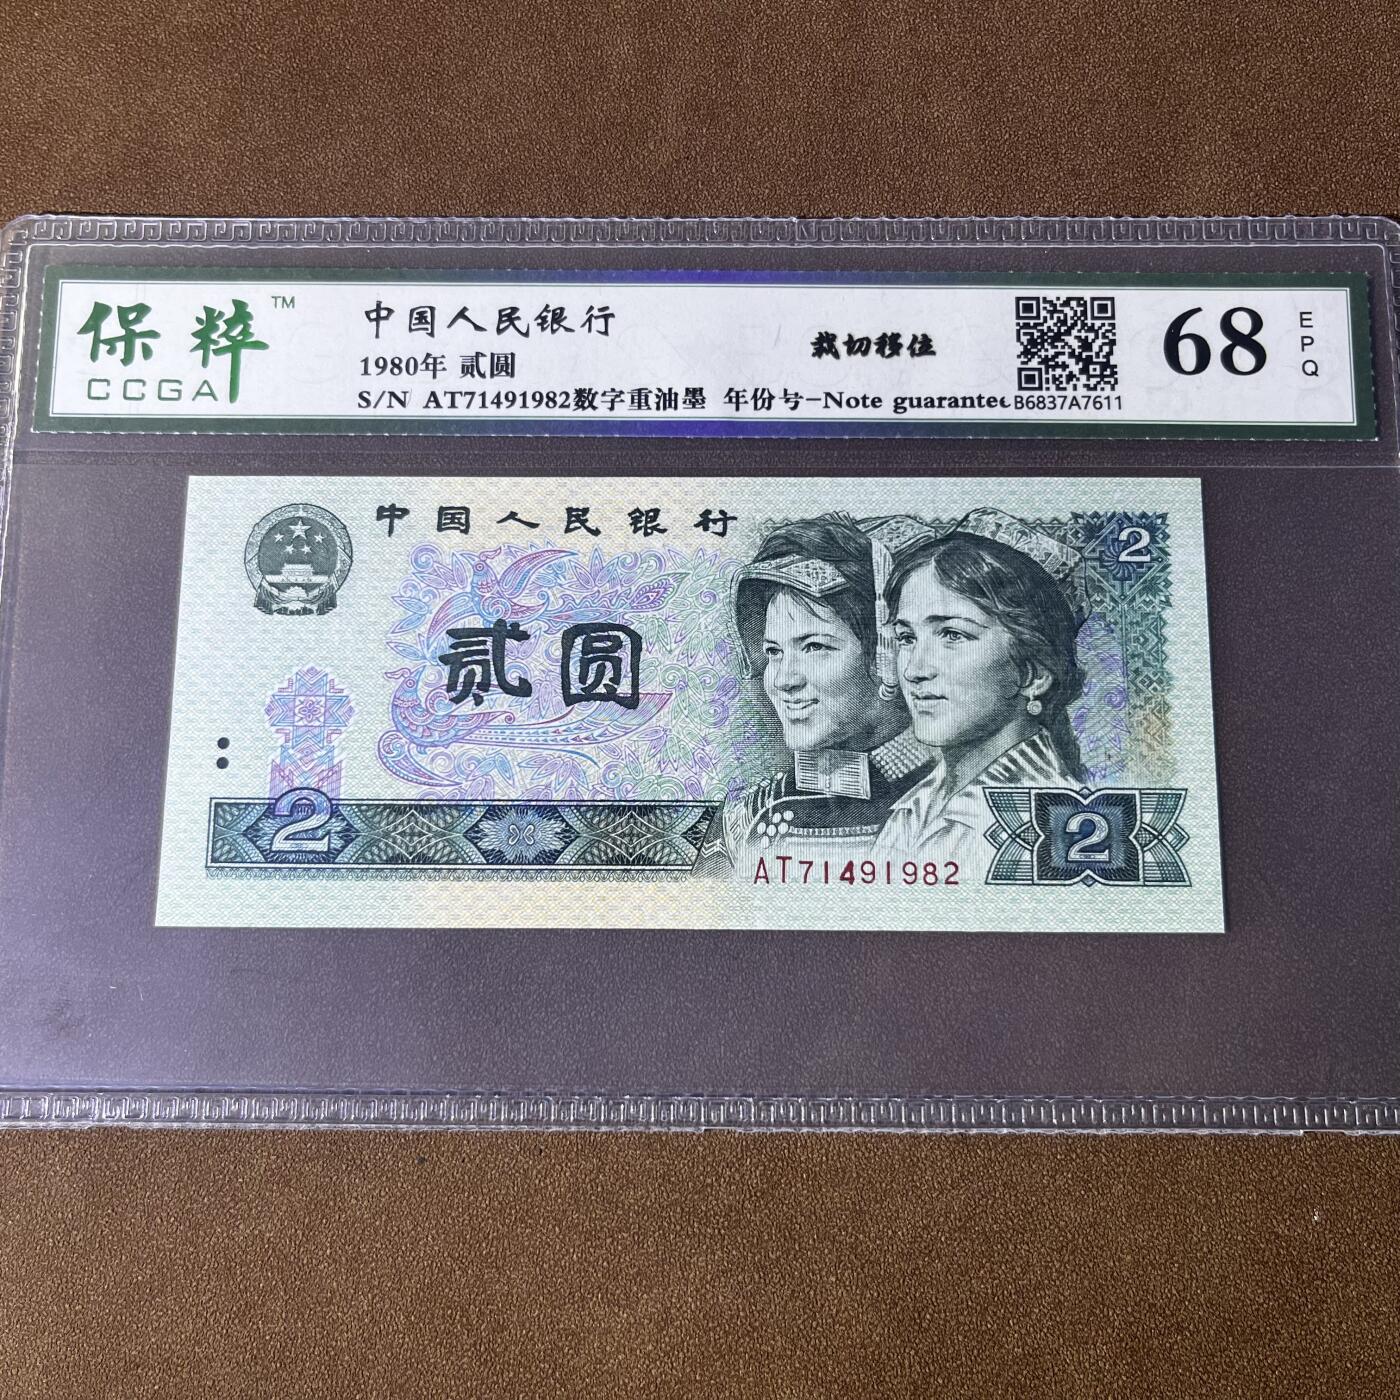 保粹™
CCGA
中国人民银行
1980年 贰圆
S/N AT71491982数字重油墨 年份号-Note guarantee
裁切移位
B6837A7611
68
EPQ
中国人民银行
2
贰圆
2
AT71491982
2